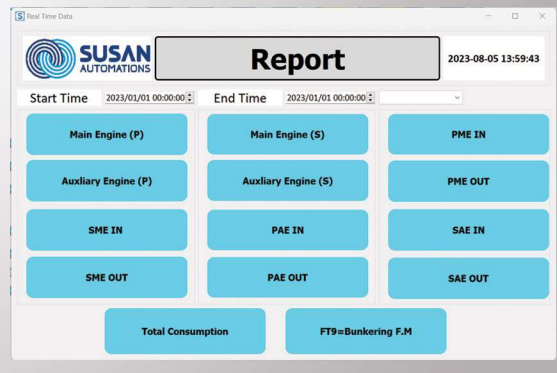 Real Time Data
SUSAN
AUTOMATIONS
Report
2023-08-05 13:59:43
Start Time 2023/01/01 00:00:00 End Time 2023/01/01 00:00:00
Main Engine (P) Main Engine (S) PME IN
Auxliary Engine (P) Auxliary Engine (S) PME OUT
SME IN PAE IN SAE IN
SME OUT PAE OUT SAE OUT
Total Consumption FT9=Bunkering F.M